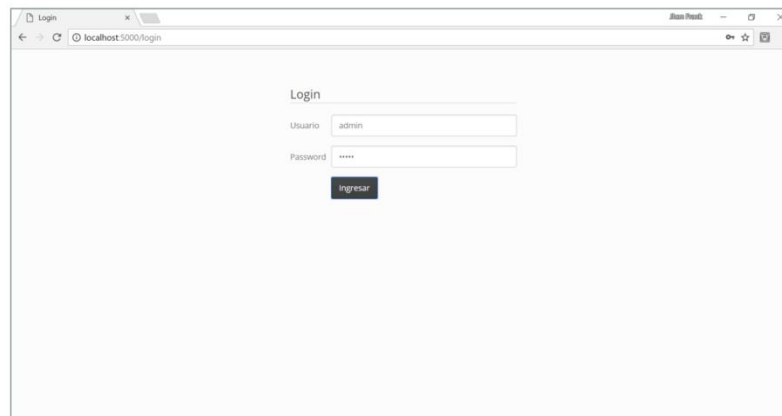 Login
localhost:5000/login
Login
Usuario admin
Password •••••
Ingresar